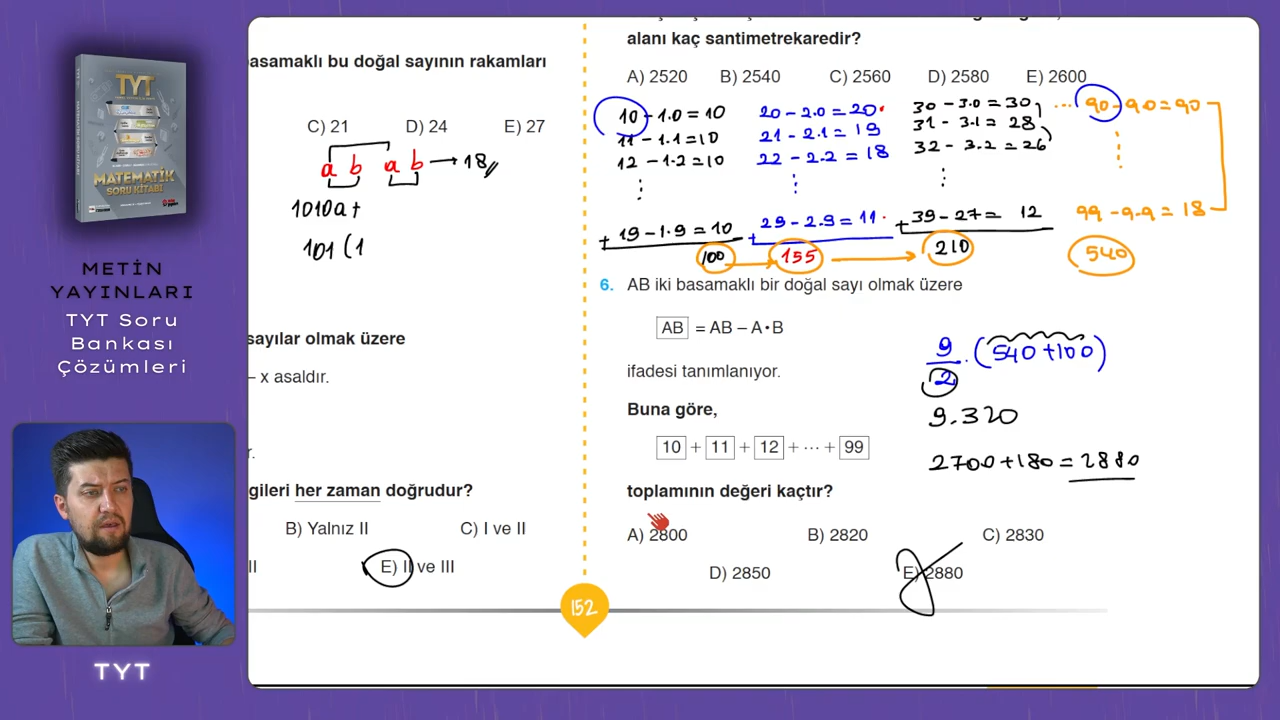 TYT
MATEMATİK
SORU KİTABI
METİN
YAYINLARI
TYT Soru
Bankası
Çözümleri
TYT
asamaklı bu doğal sayının rakamları
C) 21 D) 24 E) 27
a b a b → 18
1010a +
101 (1
sayılar olmak üzere
– x asaldır.
r.
gileri her zaman doğrudur?
B) Yalnız II C) I ve II
II E) II ve III
152
alanı kaç santimetrekaredir?
A) 2520 B) 2540 C) 2560 D) 2580 E) 2600
10 - 1.0 = 10
11 - 1.1 = 10
12 - 1.2 = 10
⋮
+ 19 - 1.9 = 10
100
20 - 2.0 = 20
21 - 2.1 = 19
22 - 2.2 = 18
⋮
+ 29 - 2.9 = 11
155
30 - 3.0 = 30
31 - 3.1 = 28
32 - 3.2 = 26
⋮
+ 39 - 27 = 12
210
... 90 - 9.0 = 90
⋮
99 - 9.9 = 18
540
6. AB iki basamaklı bir doğal sayı olmak üzere
AB = AB – A•B
ifadesi tanımlanıyor.
Buna göre,
10 + 11 + 12 + ··· + 99
toplamının değeri kaçtır?
A) 2800 B) 2820 C) 2830
D) 2850 E) 2880
9/2 . (540 + 100)
9.320
2700 + 180 = 2880